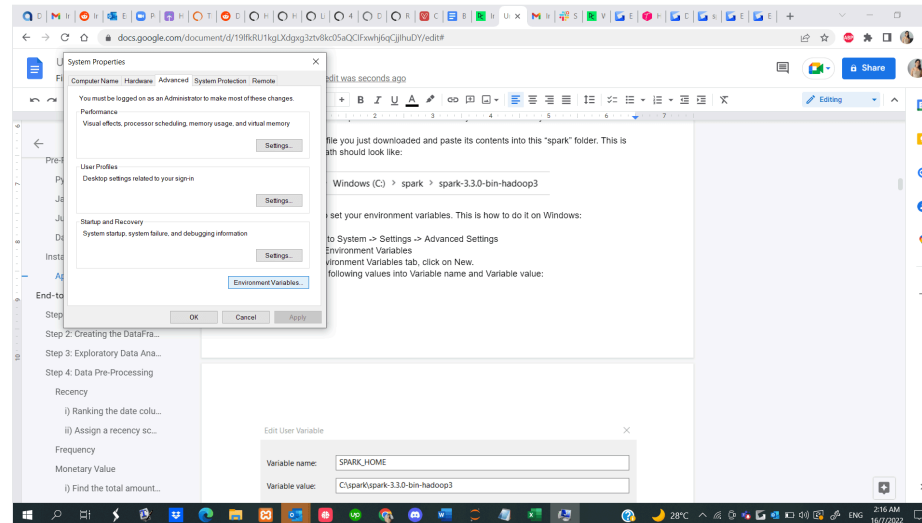 docs.google.com/document/d/19lfkRU1kgLXdgxg3ztv8kc05aQClFxwhj6qCjjlhuDY/edit#
edit was seconds ago
Share
Editing
System Properties
Computer Name Hardware Advanced System Protection Remote
You must be logged on as an Administrator to make most of these changes.
Performance
Visual effects, processor scheduling, memory usage, and virtual memory
Settings...
User Profiles
Desktop settings related to your sign-in
Settings...
Startup and Recovery
System startup, system failure, and debugging information
Settings...
Environment Variables...
OK Cancel Apply
file you just downloaded and paste its contents into this "spark" folder. This is
ath should look like:
Windows (C:) > spark > spark-3.3.0-bin-hadoop3
set your environment variables. This is how to do it on Windows:
to System -> Settings -> Advanced Settings
Environment Variables
vironment Variables tab, click on New.
following values into Variable name and Variable value:
End-to
Step
Step 2: Creating the DataFra...
Step 3: Exploratory Data Ana...
Step 4: Data Pre-Processing
Recency
i) Ranking the date colu...
ii) Assign a recency sc...
Frequency
Monetary Value
i) Find the total amount...
Edit User Variable
Variable name: SPARK_HOME
Variable value: C:\spark\spark-3.3.0-bin-hadoop3
28°C ENG 2:16 AM
16/7/2022